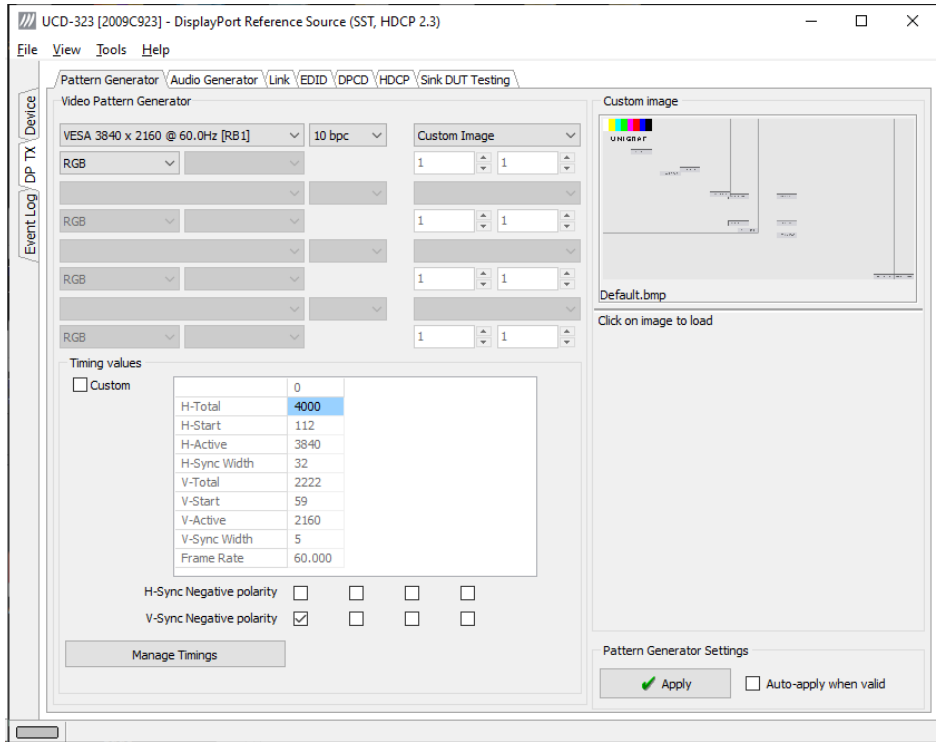 UCD-323 [2009C923] - DisplayPort Reference Source (SST, HDCP 2.3)
File View Tools Help
Pattern Generator Audio Generator Link EDID DPCD HDCP Sink DUT Testing
Device
DP TX
Event Log
Video Pattern Generator
VESA 3840 x 2160 @ 60.0Hz [RB1] 10 bpc Custom Image
RGB 1 1
RGB 1 1
RGB 1 1
RGB 1 1
Timing values
Custom
0
H-Total 4000
H-Start 112
H-Active 3840
H-Sync Width 32
V-Total 2222
V-Start 59
V-Active 2160
V-Sync Width 5
Frame Rate 60.000
H-Sync Negative polarity
V-Sync Negative polarity
Manage Timings
Custom image
UNIGRAF
Default.bmp
Click on image to load
Pattern Generator Settings
Apply Auto-apply when valid